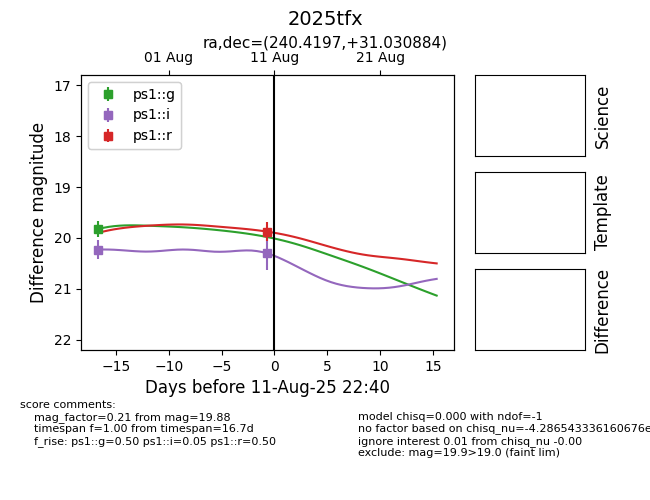 2025tfx
ra,dec=(240.4197,+31.030884)
01 Aug
11 Aug
21 Aug
ps1::g
ps1::i
ps1::r
17
18
19
20
21
22
Difference magnitude
−15
−10
−5
0
5
10
15
Days before 11-Aug-25 22:40
Science
Template
Difference
score comments:
mag_factor=0.21 from mag=19.88
timespan f=1.00 from timespan=16.7d
f_rise: ps1::g=0.50 ps1::i=0.05 ps1::r=0.50
model chisq=0.000 with ndof=-1
no factor based on chisq_nu=-4.286543336160676e
ignore interest 0.01 from chisq_nu -0.00
exclude: mag=19.9>19.0 (faint lim)